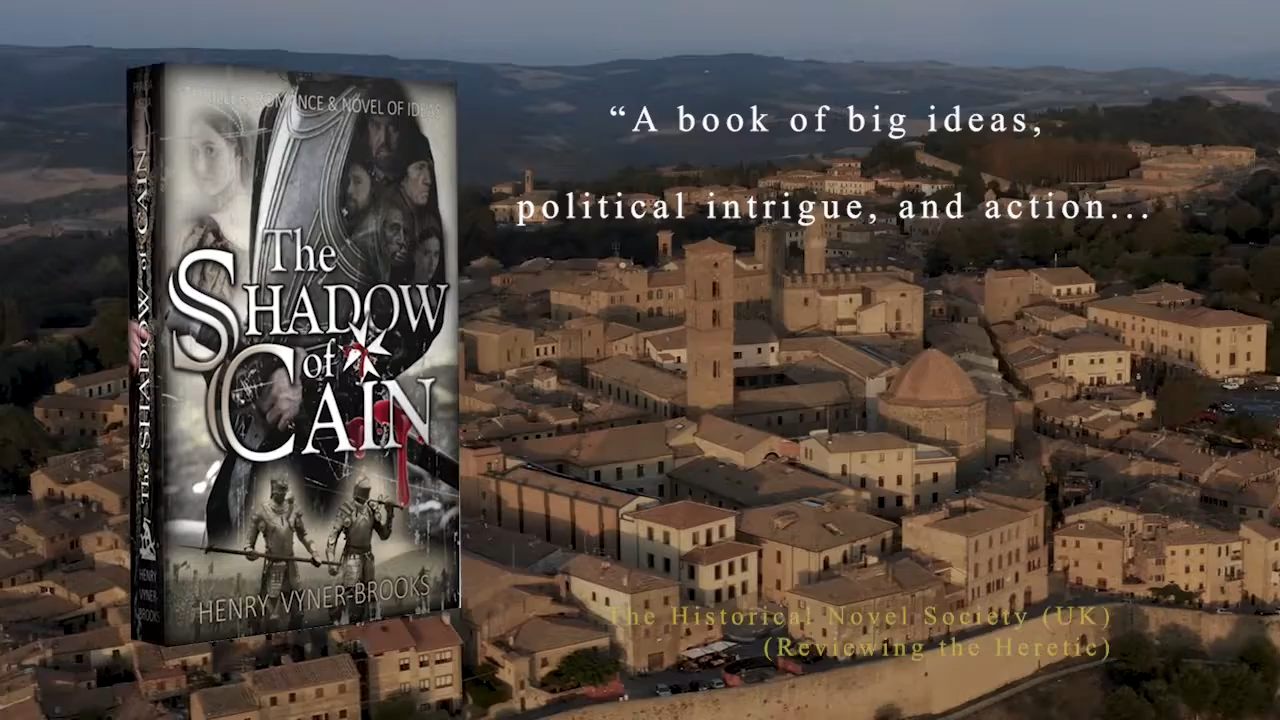 THRILLER, ROMANCE & NOVEL OF IDEAS
The
SHADOW
of
CAIN
HENRY VYNER-BROOKS
The SHADOW of CAIN
HENRY
VYNER-
BROOKS
“A book of big ideas,
political intrigue, and action...
The Historical Novel Society (UK)
(Reviewing the Heretic)